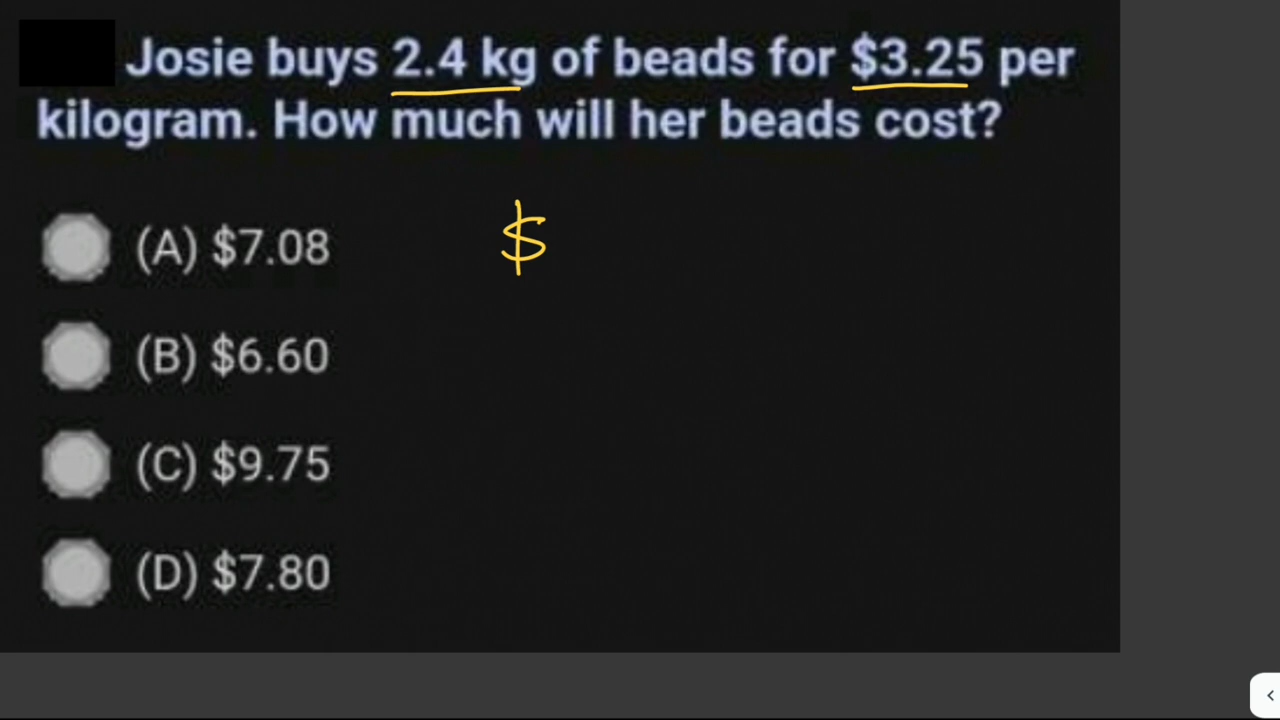 Josie buys 2.4 kg of beads for $3.25 per
kilogram. How much will her beads cost?
(A) $7.08
$
(B) $6.60
(C) $9.75
(D) $7.80